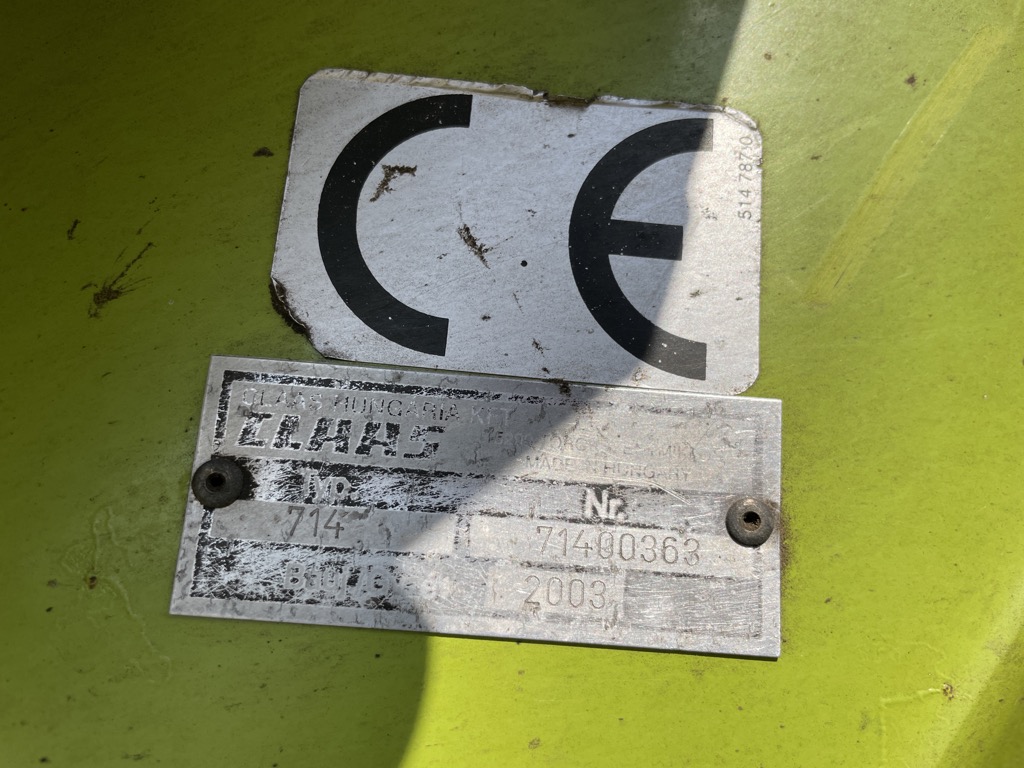 CE
514 787.0
CLAAS HUNGARIA KFT.
CLAAS
MADE IN HUNGARY
Typ.
Nr.
714
71400363
2003